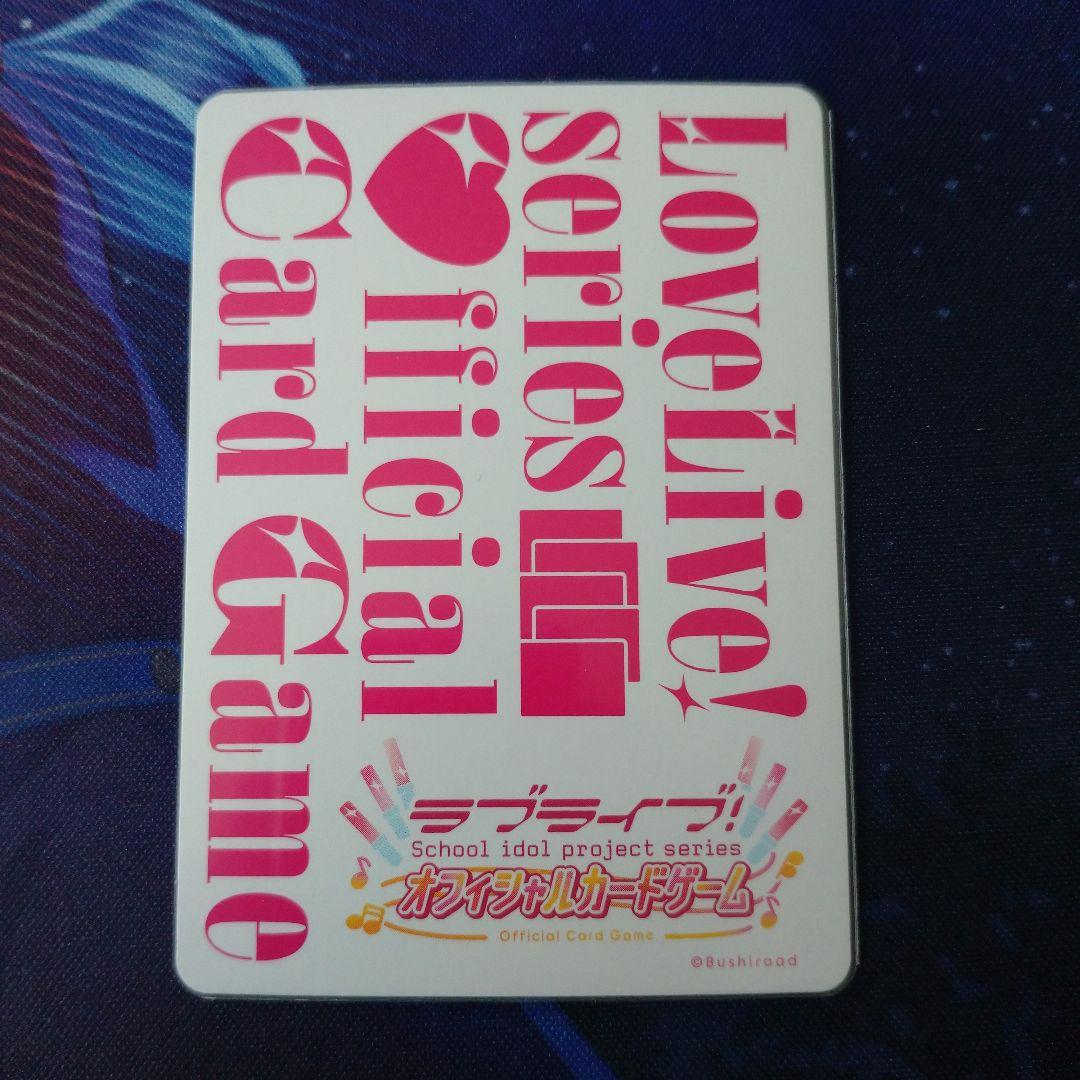 LoveLive!
series
♥fficial
Card Game
ラブライブ!
School idol project series
オフィシャルカードゲーム
Official Card Game
©Bushiroad